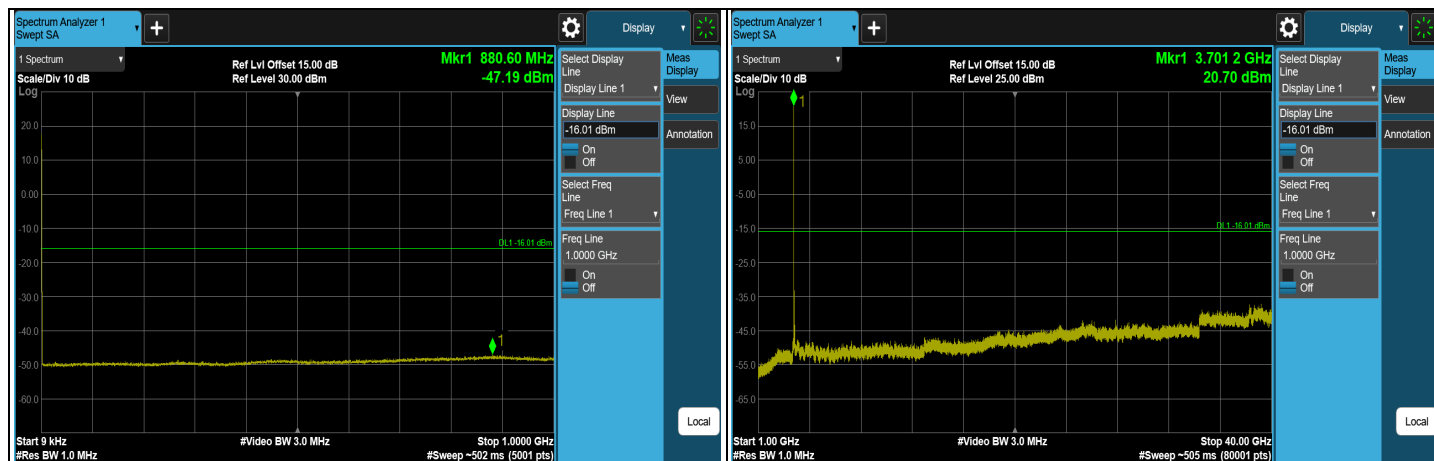 Spectrum Analyzer 1
Swept SA
+
Display
1 Spectrum
Ref Lvl Offset 15.00 dB
Mkr1 880.60 MHz
Scale/Div 10 dB
Ref Level 30.00 dBm
-47.19 dBm
Log
20.0
10.0
0.00
-10.0
DL1 -16.01 dBm
-20.0
-30.0
-40.0
1
-50.0
-60.0
Start 9 kHz
#Video BW 3.0 MHz
Stop 1.0000 GHz
#Res BW 1.0 MHz
#Sweep ~502 ms (5001 pts)
Select Display
Line
Display Line 1
Display Line
-16.01 dBm
On
Off
Select Freq
Line
Freq Line 1
Freq Line
1.0000 GHz
On
Off
Meas
Display
View
Annotation
Local
Spectrum Analyzer 1
Swept SA
+
Display
1 Spectrum
Ref Lvl Offset 15.00 dB
Mkr1 3.701 2 GHz
Scale/Div 10 dB
Ref Level 25.00 dBm
20.70 dBm
Log
1
15.0
5.00
-5.00
-15.0
DL1 -16.01 dBm
-25.0
-35.0
-45.0
-55.0
-65.0
Start 1.00 GHz
#Video BW 3.0 MHz
Stop 40.00 GHz
#Res BW 1.0 MHz
#Sweep ~505 ms (80001 pts)
Select Display
Line
Display Line 1
Display Line
-16.01 dBm
On
Off
Select Freq
Line
Freq Line 1
Freq Line
1.0000 GHz
On
Off
Meas
Display
View
Annotation
Local